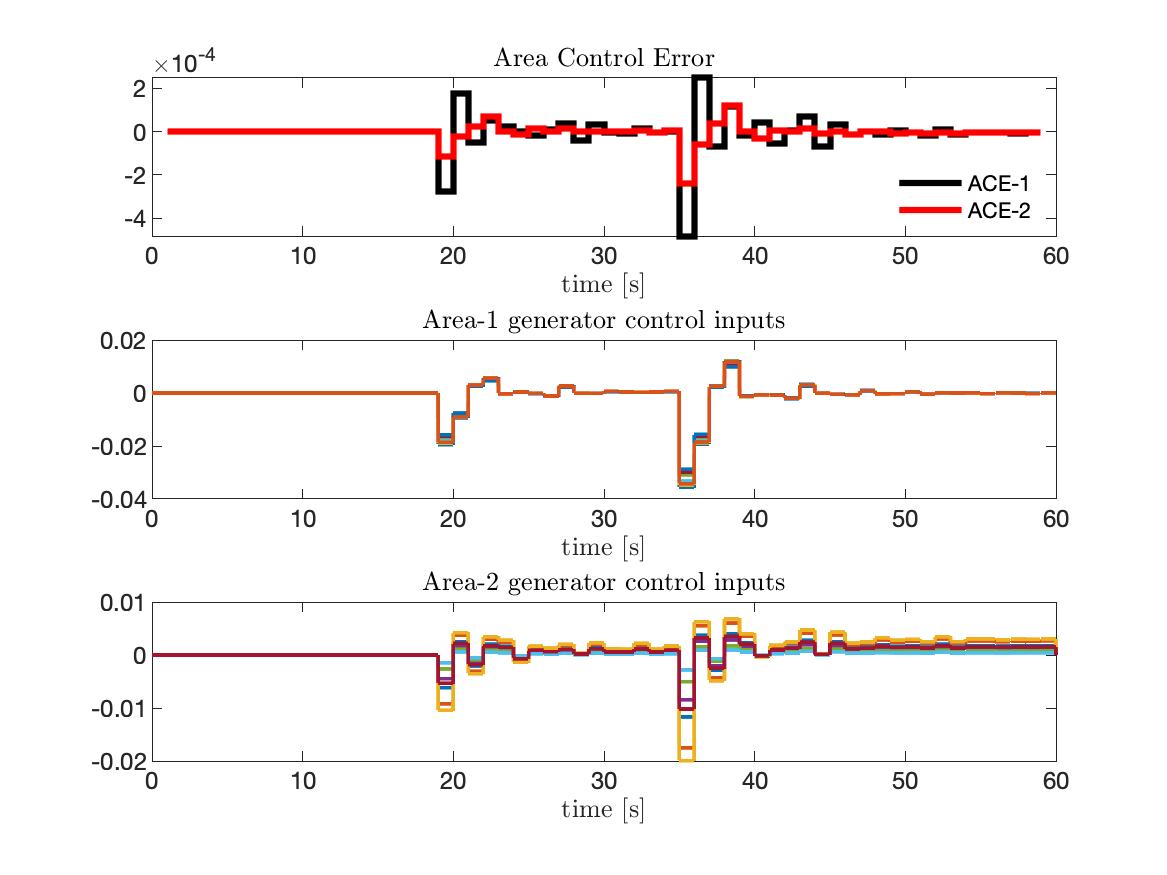 ×10-4
Area Control Error
2
0
-2
-4
ACE-1
ACE-2
0 10 20 30 40 50 60
time [s]
Area-1 generator control inputs
0.02
0
-0.02
-0.04
0 10 20 30 40 50 60
time [s]
Area-2 generator control inputs
0.01
0
-0.01
-0.02
0 10 20 30 40 50 60
time [s]